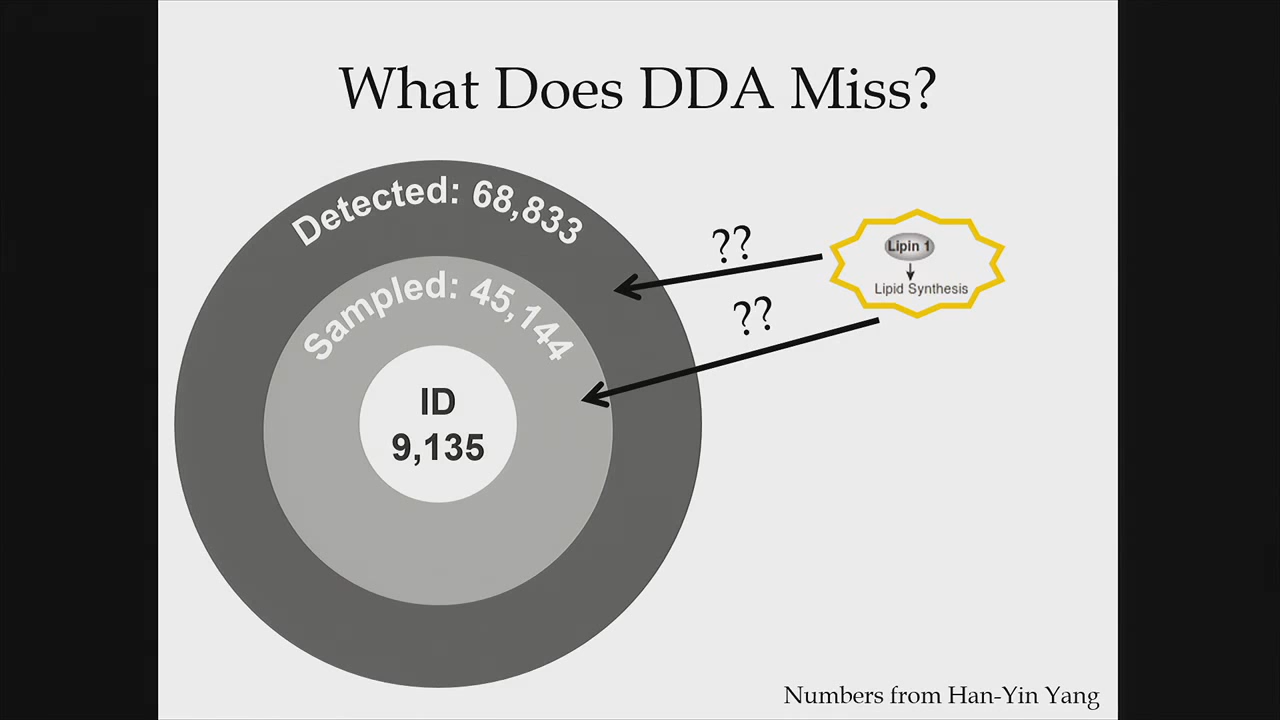 What Does DDA Miss?
Detected: 68,833
Sampled: 45,144
ID
9,135
??
??
Lipin 1
Lipid Synthesis
Numbers from Han-Yin Yang